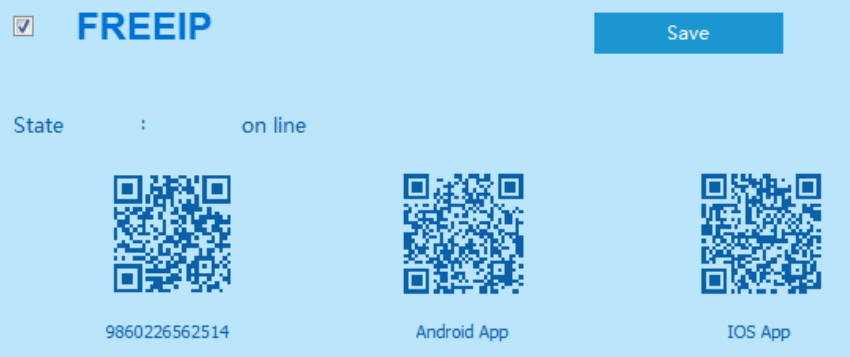 FREEIP
Save
State : on line
9860226562514
Android App
IOS App